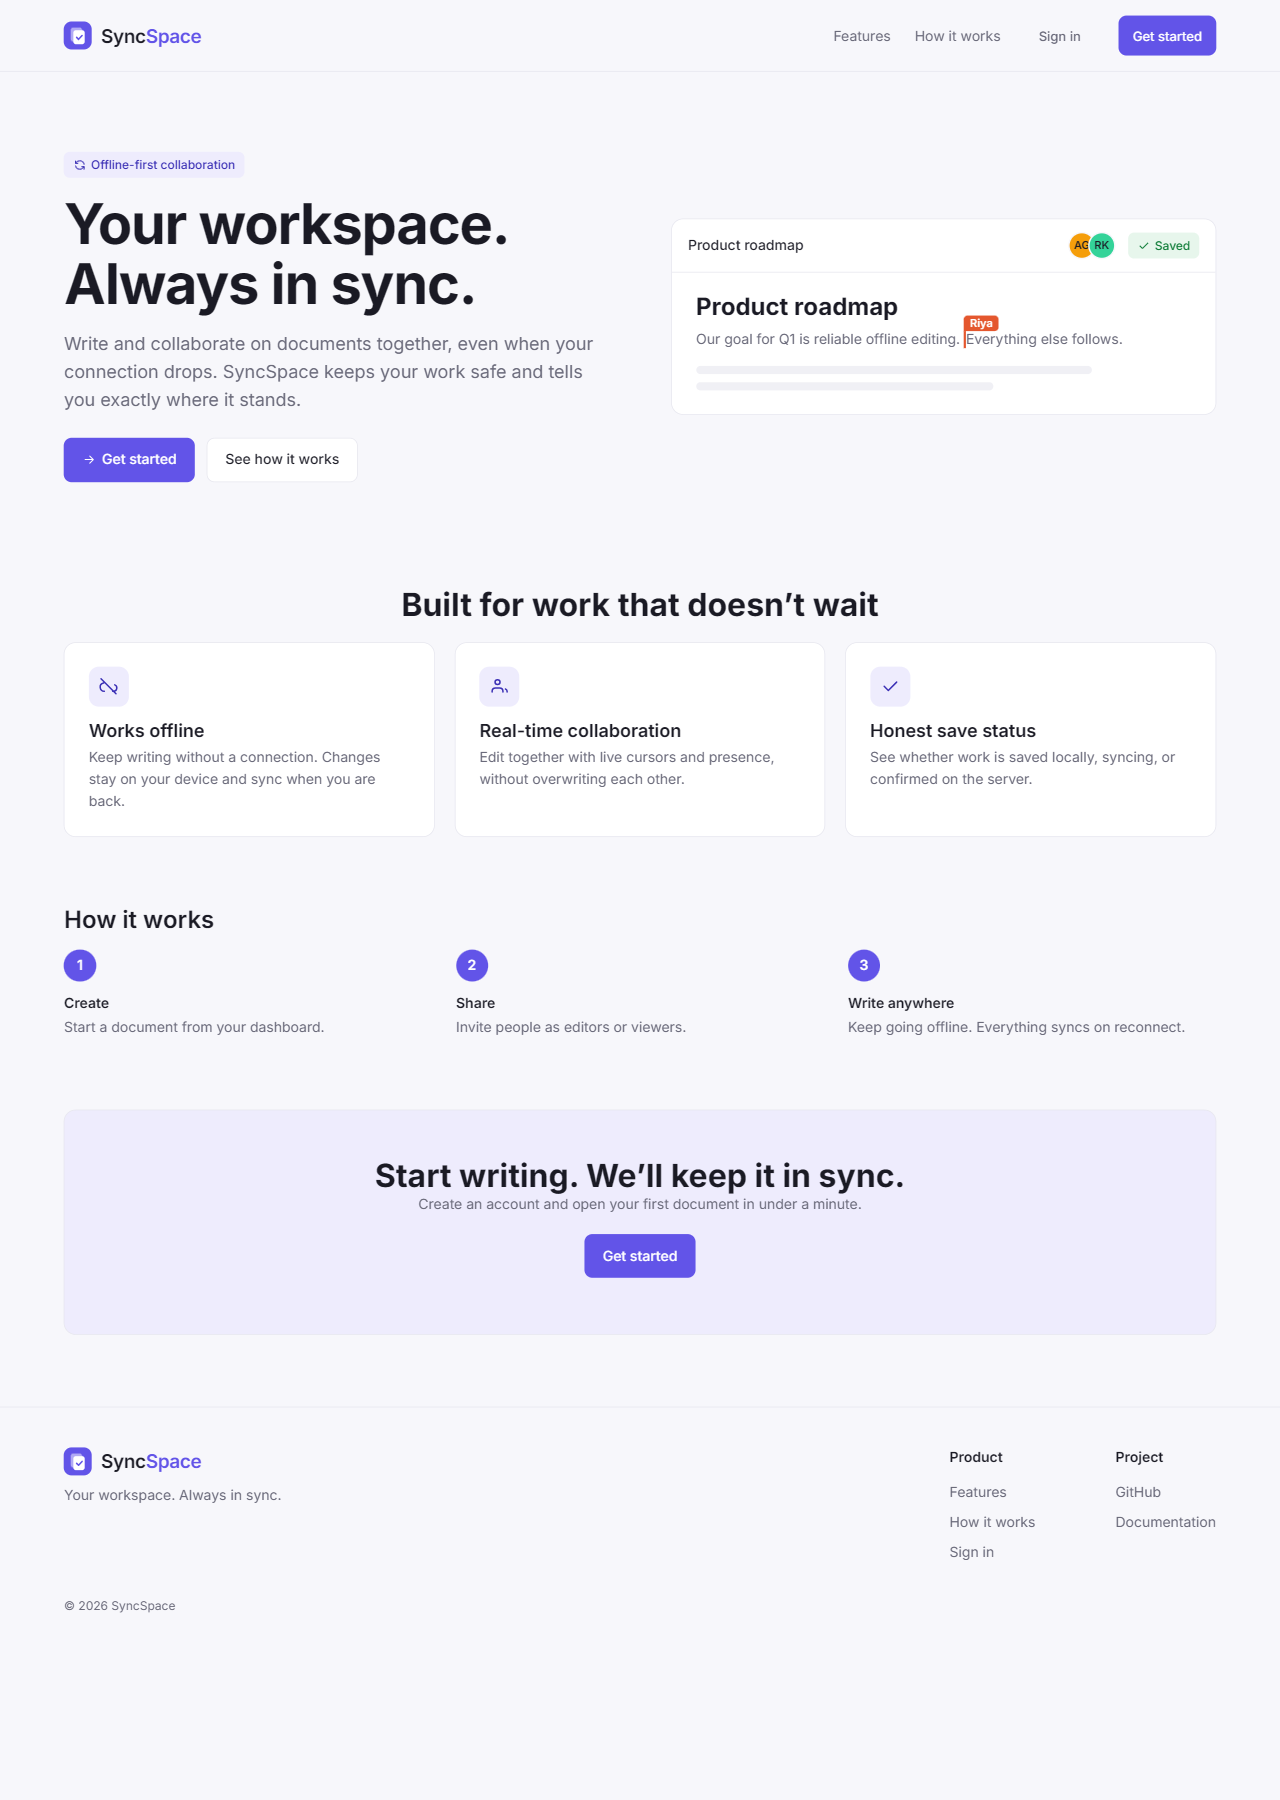 SyncSpace
Features
How it works
Sign in
Get started
Offline-first collaboration
Your workspace.
Always in sync.
Write and collaborate on documents together, even when your
connection drops. SyncSpace keeps your work safe and tells
you exactly where it stands.
→ Get started
See how it works
Product roadmap
AG
RK
Saved
Product roadmap
Riya
Our goal for Q1 is reliable offline editing. Everything else follows.
Built for work that doesn’t wait
Works offline
Keep writing without a connection. Changes
stay on your device and sync when you are
back.
Real-time collaboration
Edit together with live cursors and presence,
without overwriting each other.
Honest save status
See whether work is saved locally, syncing, or
confirmed on the server.
How it works
1
Create
Start a document from your dashboard.
2
Share
Invite people as editors or viewers.
3
Write anywhere
Keep going offline. Everything syncs on reconnect.
Start writing. We’ll keep it in sync.
Create an account and open your first document in under a minute.
Get started
SyncSpace
Your workspace. Always in sync.
Product
Features
How it works
Sign in
Project
GitHub
Documentation
© 2026 SyncSpace